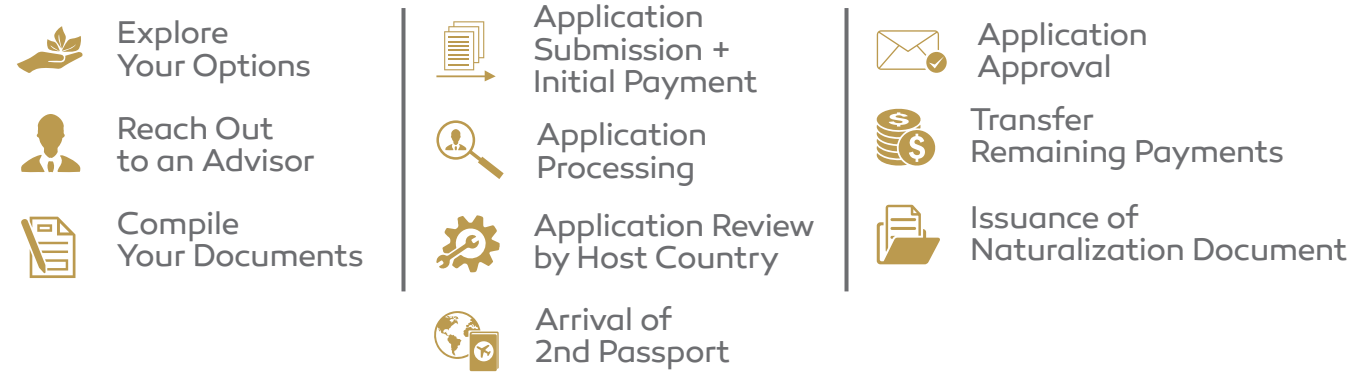 Explore
Your Options
Reach Out
to an Advisor
Compile
Your Documents
Application
Submission +
Initial Payment
Application
Processing
Application Review
by Host Country
Application
Approval
Transfer
Remaining Payments
Issuance of
Naturalization Document
Arrival of
2nd Passport